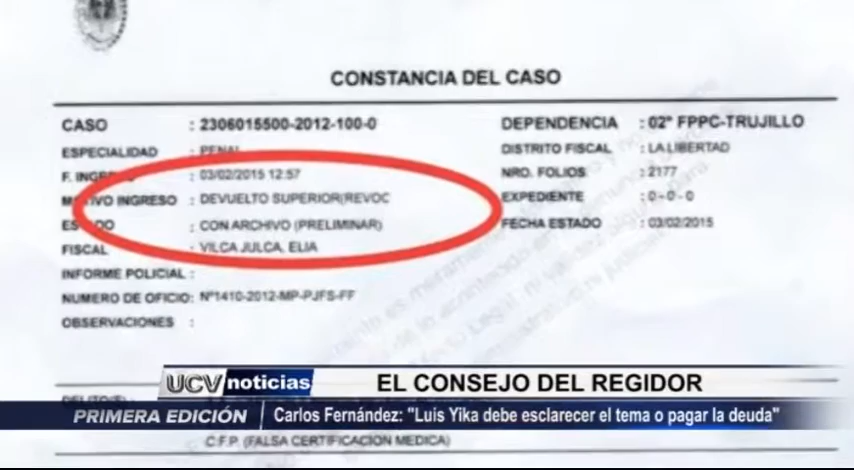 CONSTANCIA DEL CASO
CASO : 2306015500-2012-100-0 DEPENDENCIA : 02° FPPC-TRUJILLO
ESPECIALIDAD : PENAL DISTRITO FISCAL : LA LIBERTAD
F. : 03/02/2015 12:57 NRO. FOLIOS : 2177
INGRESO : DEVUELTO SUPERIOR(REVOC EXPEDIENTE : 0-0-0
: CON ARCHIVO (PRELIMINAR) FECHA ESTADO : 03/02/2015
FISCAL : VILCA JULCA, ELIA
INFORME POLICIAL :
NUMERO DE OFICIO: Nº1410-2012-MP-PJFS-FF
OBSERVACIONES :
UCV noticias EL CONSEJO DEL REGIDOR
PRIMERA EDICIÓN Carlos Fernández: "Luis Yika debe esclarecer el tema o pagar la deuda"
C.F.P. (FALSA CERTIFICACION MEDICA)